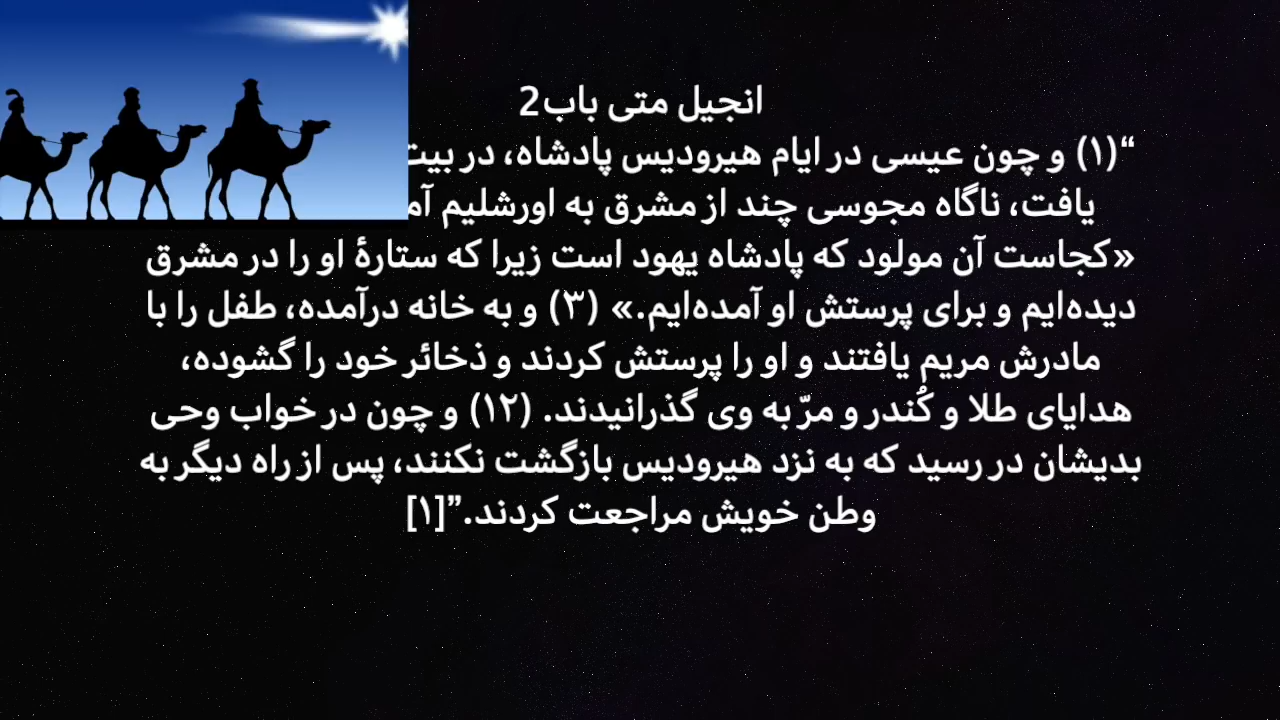 انجیل متی باب2
“(۱) و چون عیسی در ایام هیرودیس پادشاه، در
یافت، ناگاه مجوسی چند از مشرق به اورشلیم
«کجاست آن مولود که پادشاه یهود است زیرا که ستارۀ او را در مشرق
دیده‌ایم و برای پرستش او آمده‌ایم.» (۳) و به خانه درآمده، طفل را با
مادرش مریم یافتند و او را پرستش کردند و ذخائر خود را گشوده،
هدایای طلا و کُندر و مرّ به وی گذرانیدند. (۱۲) و چون در خواب وحی
بدیشان در رسید که به نزد هیرودیس بازگشت نکنند، پس از راه دیگر به
وطن خویش مراجعت کردند.”[۱]